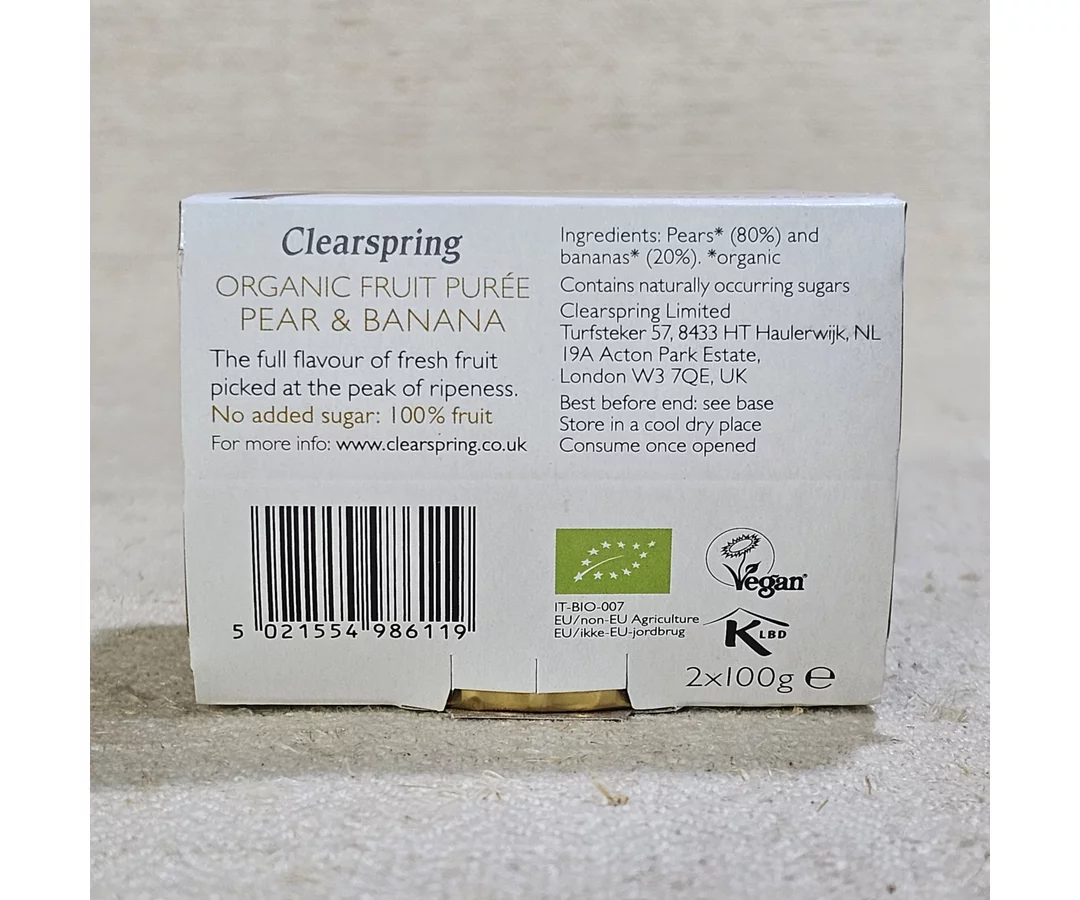 Clearspring
ORGANIC FRUIT PURÉE
PEAR & BANANA
The full flavour of fresh fruit
picked at the peak of ripeness.
No added sugar: 100% fruit
For more info: www.clearspring.co.uk
Ingredients: Pears* (80%) and
bananas* (20%). *organic
Contains naturally occurring sugars
Clearspring Limited
Turfsteker 57, 8433 HT Haulerwijk, NL
19A Acton Park Estate,
London W3 7QE, UK
Best before end: see base
Store in a cool dry place
Consume once opened
5 021554 986119
IT-BIO-007
EU/non-EU Agriculture
EU/ikke-EU-jordbrug
Vegan
K LBD
2x100g ℮